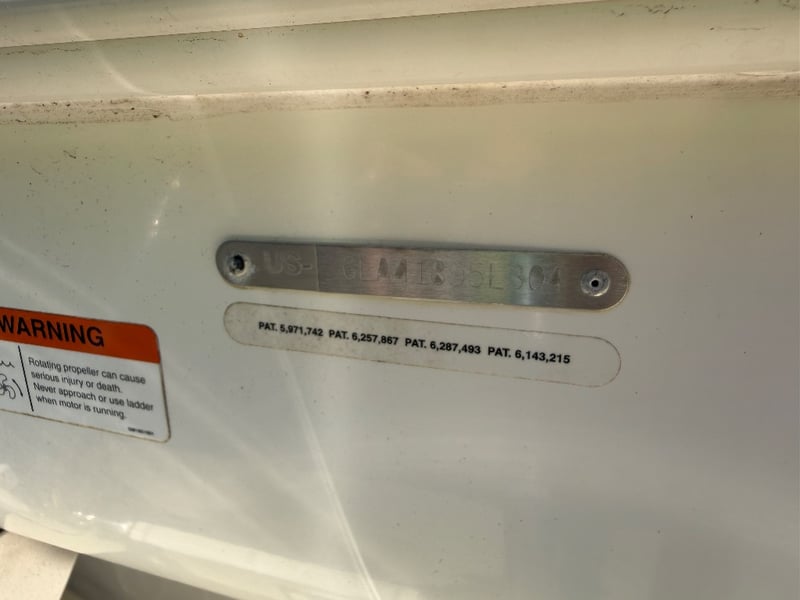 US-
PAT. 5,971,742 PAT. 6,257,867 PAT. 6,287,493 PAT. 6,143,215
WARNING
Rotating propeller can cause
serious injury or death.
Never approach or use ladder
when motor is running.